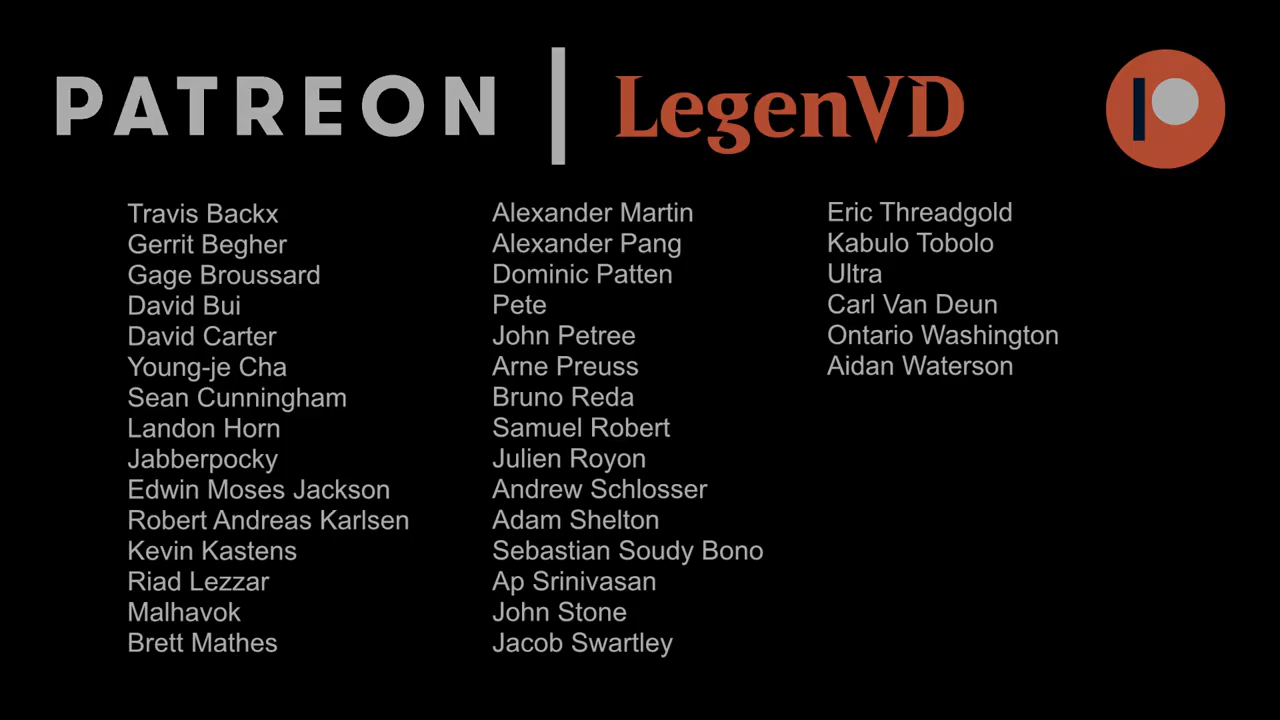 PATREON | LegenVD
Travis Backx
Gerrit Begher
Gage Broussard
David Bui
David Carter
Young-je Cha
Sean Cunningham
Landon Horn
Jabberpocky
Edwin Moses Jackson
Robert Andreas Karlsen
Kevin Kastens
Riad Lezzar
Malhavok
Brett Mathes
Alexander Martin
Alexander Pang
Dominic Patten
Pete
John Petree
Arne Preuss
Bruno Reda
Samuel Robert
Julien Royon
Andrew Schlosser
Adam Shelton
Sebastian Soudy Bono
Ap Srinivasan
John Stone
Jacob Swartley
Eric Threadgold
Kabulo Tobolo
Ultra
Carl Van Deun
Ontario Washington
Aidan Waterson